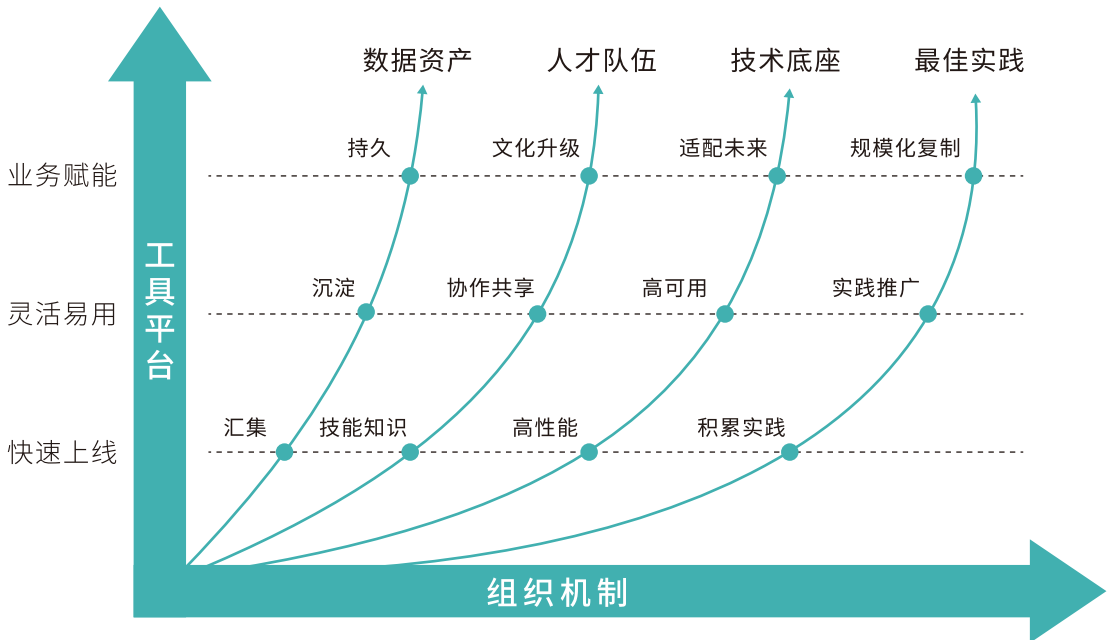 数据资产
人才队伍
技术底座
最佳实践
业务赋能
持久
文化升级
适配未来
规模化复制
工具平台
灵活易用
沉淀
协作共享
高可用
实践推广
快速上线
汇集
技能知识
高性能
积累实践
组织机制